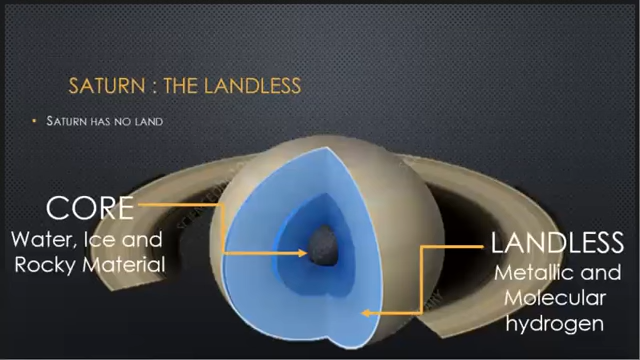 SATURN : THE LANDLESS
• SATURN HAS NO LAND
CORE
Water, Ice and
Rocky Material
LANDLESS
Metallic and
Molecular
hydrogen